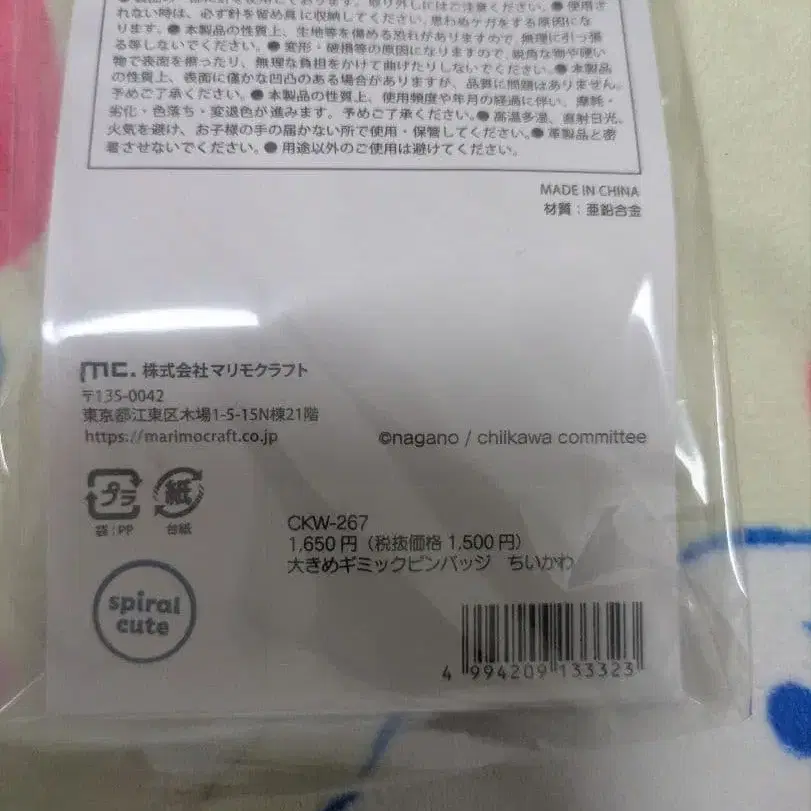 取り外しにはご注意ください。● 使用さ
れない時は、必ず針を留め具に収納してください。思わぬケガをする原因にな
ります。● 本製品の性質上、生地等を傷める恐れがありますので、無理に引っ張
る等しないでください。● 変形・破損等の原因になりますので、鋭角な物や硬い
物で表面を擦ったり、無理な負担をかけて曲げたりしないでください。● 本製品
の性質上、表面に僅かな凹凸のある場合がありますが、品質に問題はありません。
予めご了承ください。● 本製品の性質上、使用頻度や年月の経過に伴い、摩耗・
劣化・色落ち・変退色が進みます。予めご了承ください。● 高温多湿、直射日光、
火気を避け、お子様の手の届かない所で使用・保管してください。● 革製品と密
着させないでください。● 用途以外のご使用は避けてください。
MADE IN CHINA
材質：亜鉛合金
mc. 株式会社マリモクラフト
〒135-0042
東京都江東区木場1-5-15N棟21階
https://marimocraft.co.jp
©nagano / chiikawa committee
プラ
紙
袋：PP
台紙
CKW-267
1,650円（税抜価格 1,500円）
大きめギミックピンバッジ ちいかわ
spiral
cute
4 994209 133323